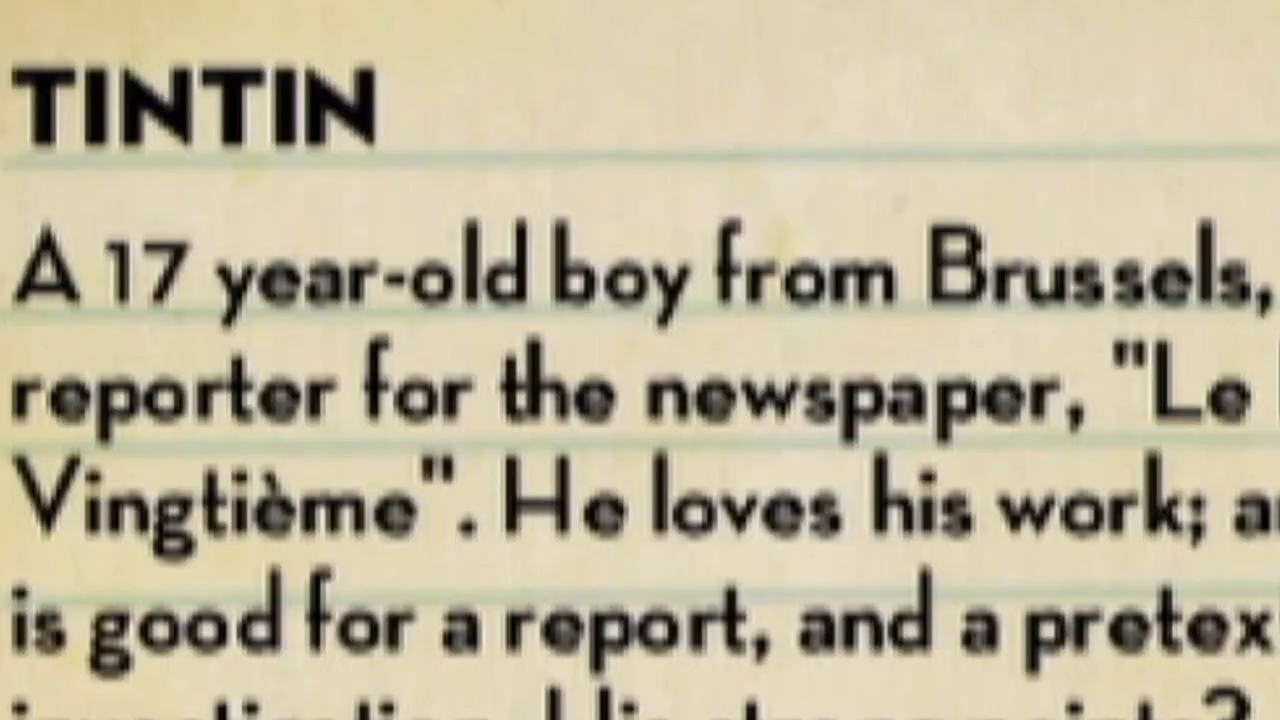 TINTIN
A 17 year-old boy from Brussels,
reporter for the newspaper, "Le
Vingtième". He loves his work;
is good for a report, and a pretex